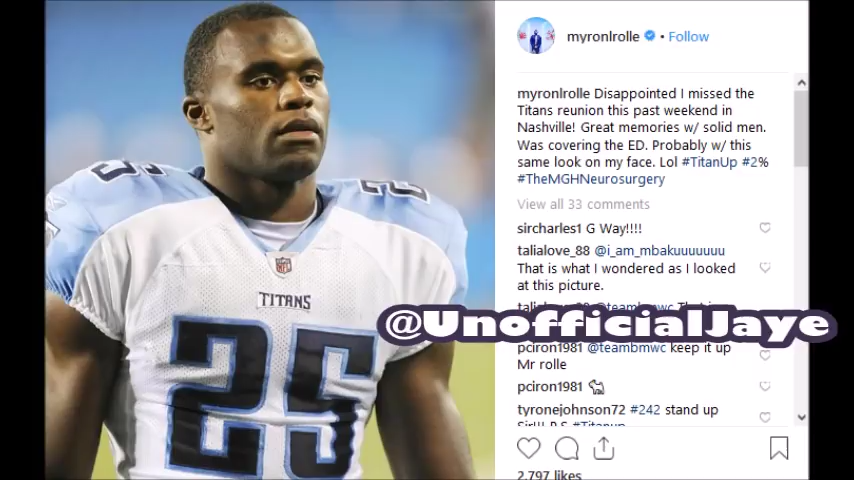 myronlrolle • Follow
myronlrolle Disappointed I missed the
Titans reunion this past weekend in
Nashville! Great memories w/ solid men.
Was covering the ED. Probably w/ this
same look on my face. Lol #TitanUp #2%
#TheMGHNeurosurgery
View all 33 comments
sircharles1 G Way!!!!
talialove_88 @i_am_mbakuuuuuuu
That is what I wondered as I looked
at this picture.
@UnofficialJaye
pciron1981 @teambmwc keep it up
Mr rolle
pciron1981
tyronejohnson72 #242 stand up
#Titanup
2,797 likes
25
25
NFL
TITANS
25